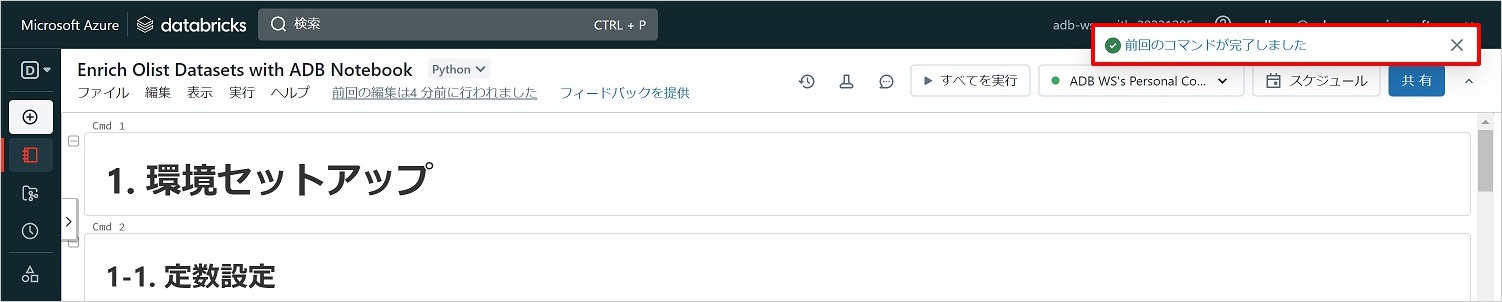 Microsoft Azure databricks 検索 CTRL + P
前回のコマンドが完了しました
Enrich Olist Datasets with ADB Notebook Python
すべてを実行 ADB WS's Personal Co... スケジュール 共有
ファイル 編集 表示 実行 ヘルプ 前回の編集は4 分前に行われました フィードバックを提供
Cmd 1
1. 環境セットアップ
Cmd 2
1-1. 定数設定